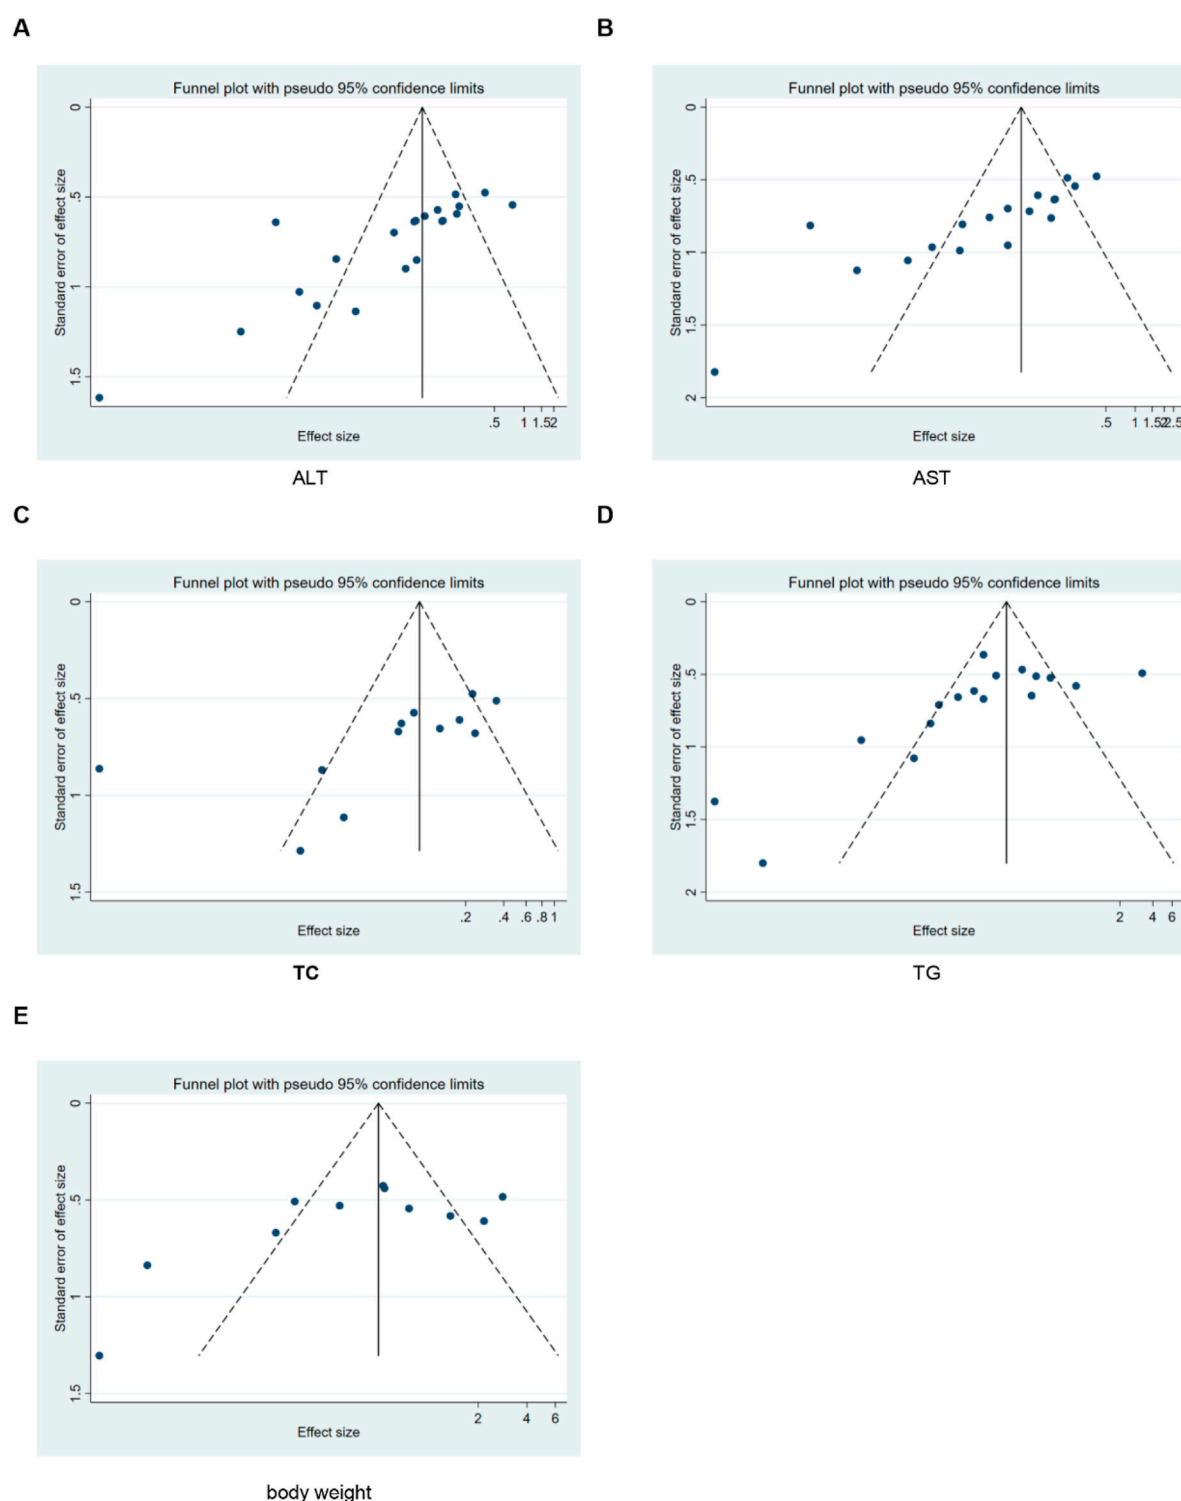 A
B
Funnel plot with pseudo 95% confidence limits
Standard error of effect size
0
.5
1
1.5
.5 1 1.5 2
Effect size
ALT
Funnel plot with pseudo 95% confidence limits
Standard error of effect size
0
.5
1
1.5
2
.5 1 1.5 2 2.5
Effect size
AST
C
D
Funnel plot with pseudo 95% confidence limits
Standard error of effect size
0
.5
1
1.5
.2 .4 .6 .8 1
Effect size
TC
Funnel plot with pseudo 95% confidence limits
Standard error of effect size
0
.5
1
1.5
2
2 4 6
Effect size
TG
E
Funnel plot with pseudo 95% confidence limits
Standard error of effect size
0
.5
1
1.5
2 4 6
Effect size
body weight